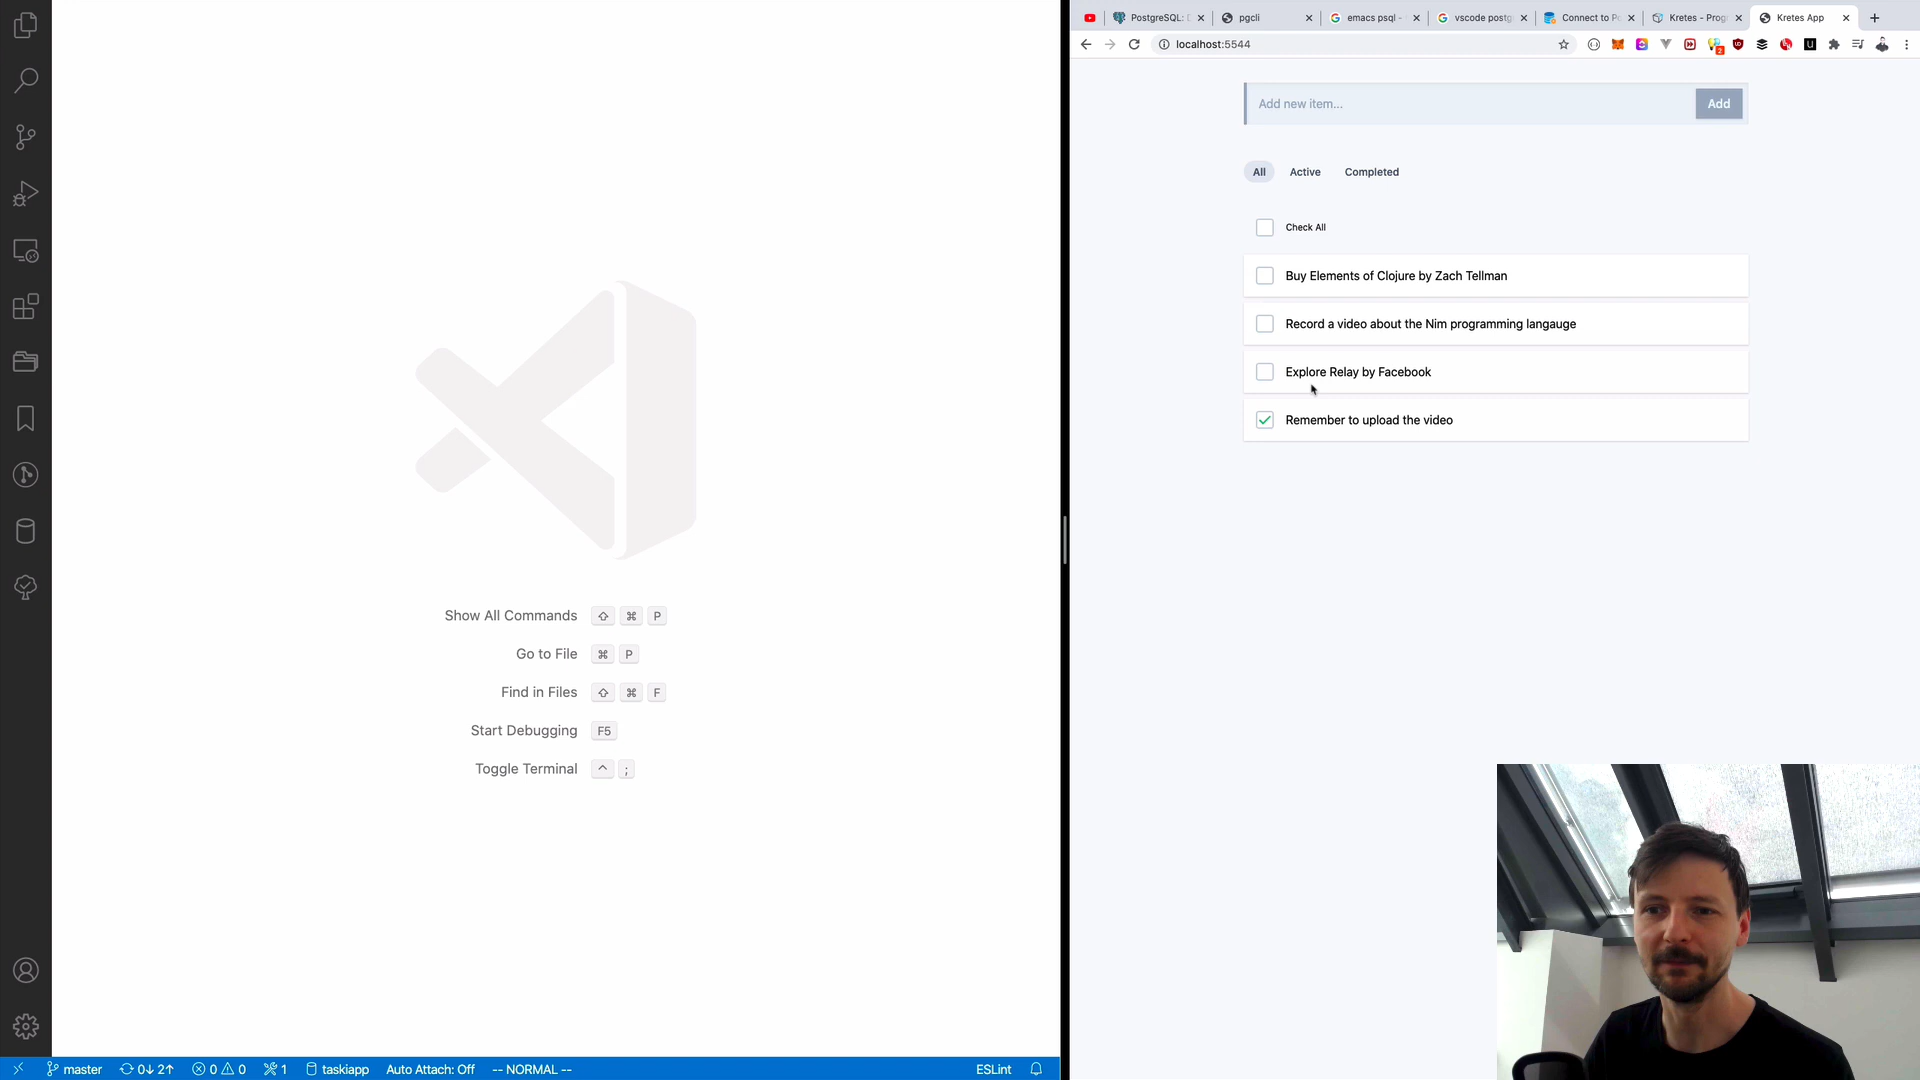 PostgreSQL: D
pgcli
emacs psql -
vscode postg
Connect to Po
Kretes - Prog
Kretes App
localhost:5544
2
Add new item...
Add
All
Active
Completed
Check All
Buy Elements of Clojure by Zach Tellman
Record a video about the Nim programming langauge
Explore Relay by Facebook
Remember to upload the video
Show All Commands ⇧ ⌘ P
Go to File ⌘ P
Find in Files ⇧ ⌘ F
Start Debugging F5
Toggle Terminal ^ ;
master 0↓ 2↑ 0 0 1 taskiapp Auto Attach: Off -- NORMAL -- ESLint